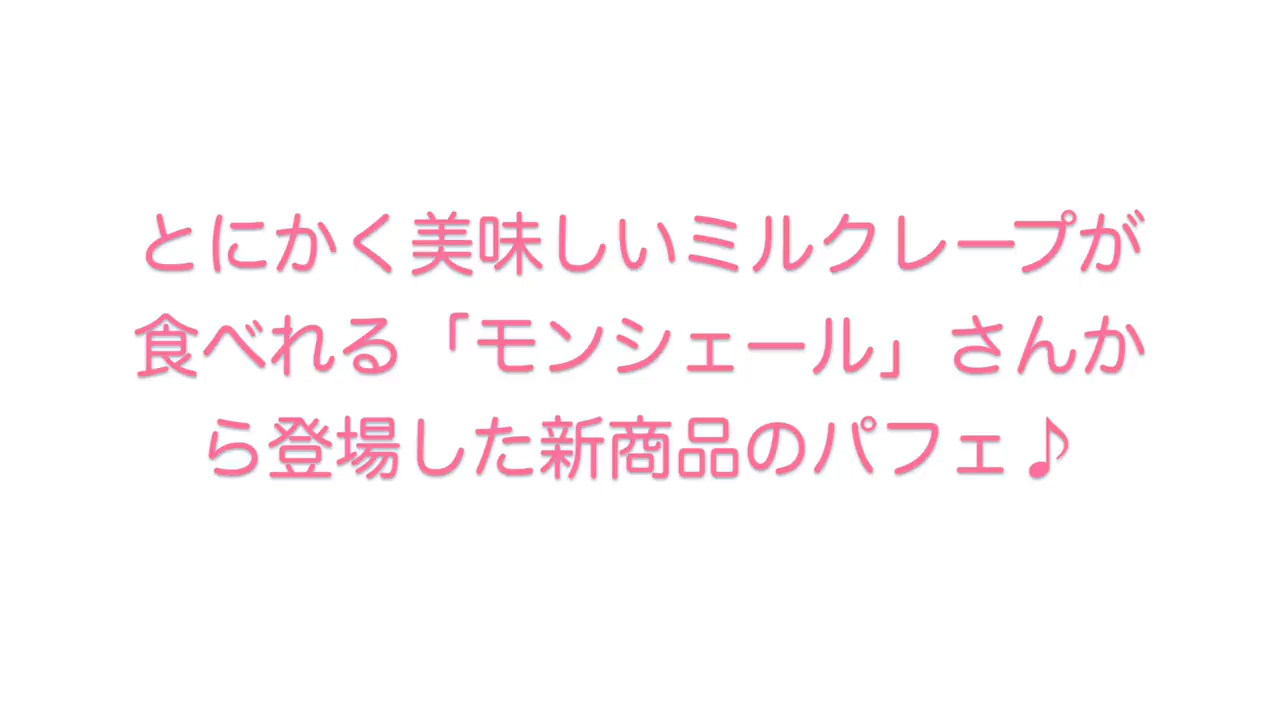 とにかく美味しいミルクレープが
食べれる「モンシェール」さんか
ら登場した新商品のパフェ♪